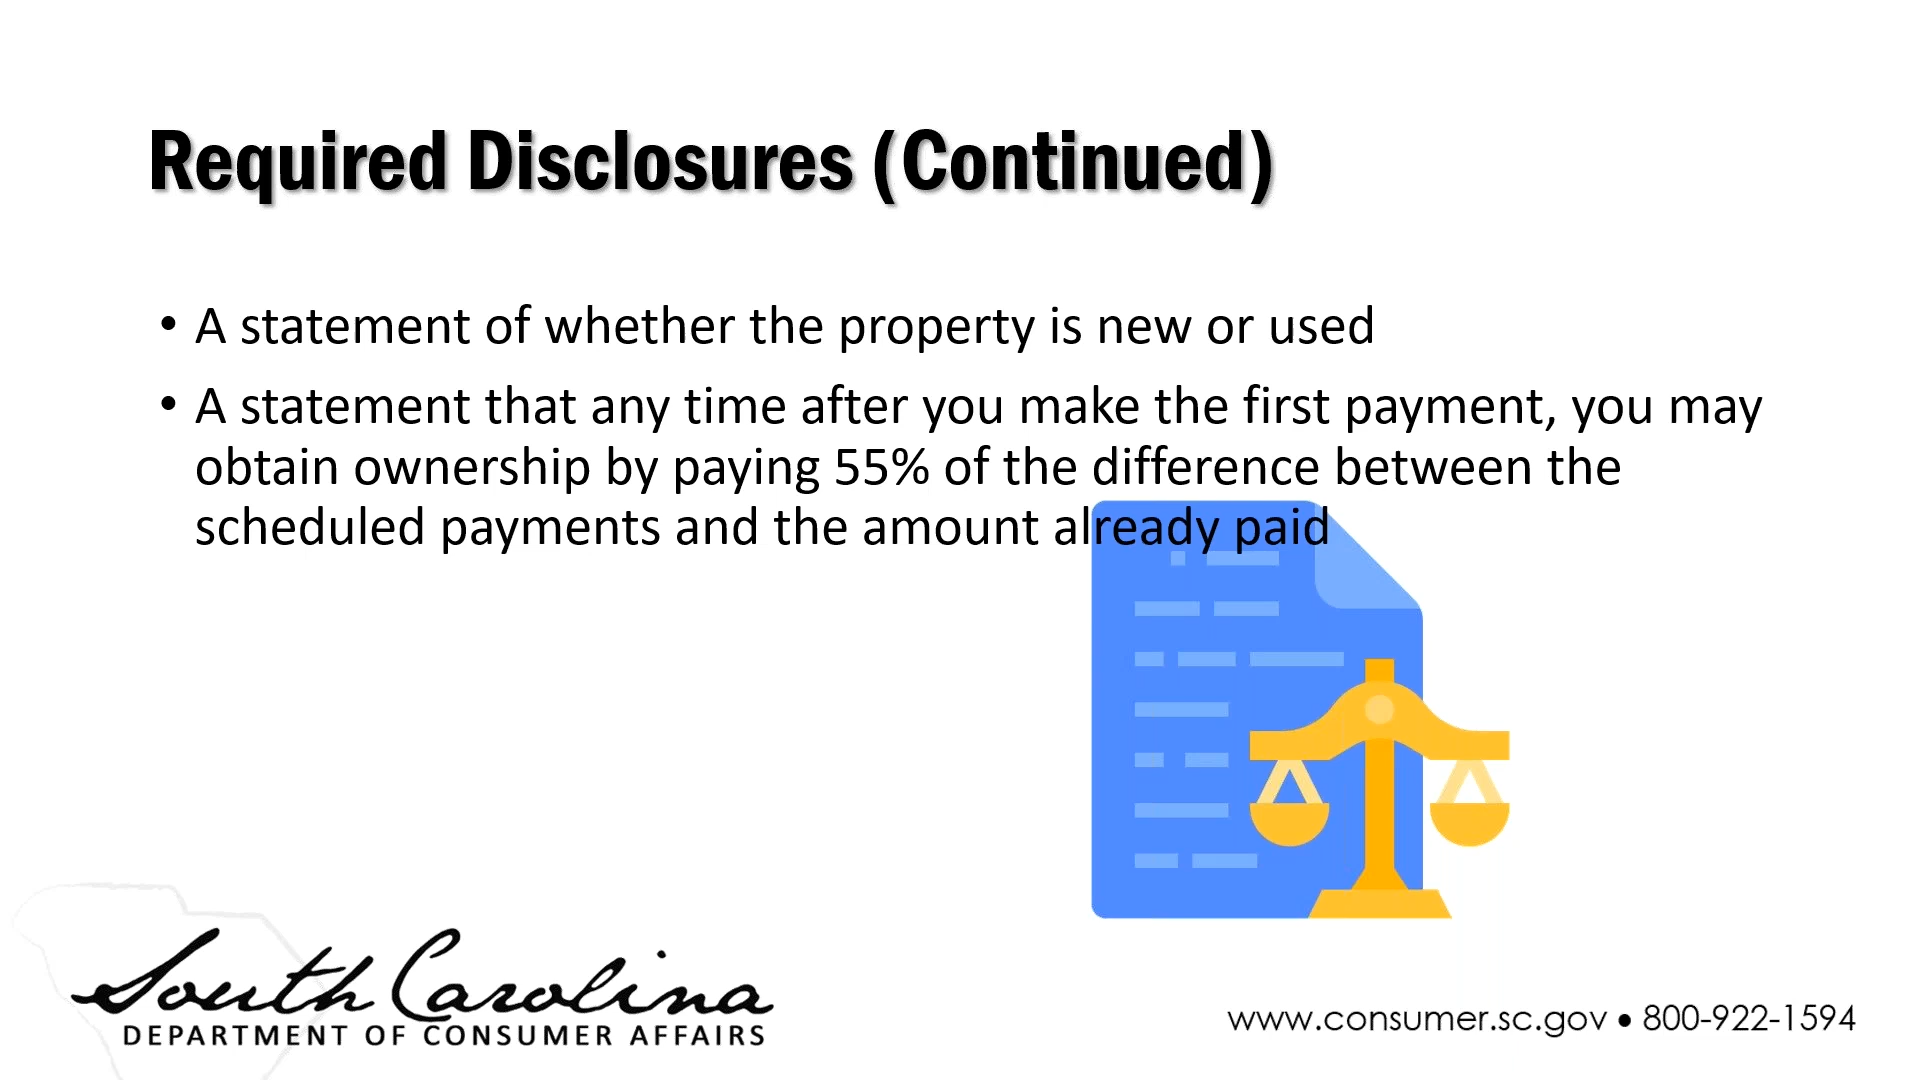 Required Disclosures (Continued)
• A statement of whether the property is new or used
• A statement that any time after you make the first payment, you may
obtain ownership by paying 55% of the difference between the
scheduled payments and the amount already paid
South Carolina
DEPARTMENT OF CONSUMER AFFAIRS
www.consumer.sc.gov • 800-922-1594